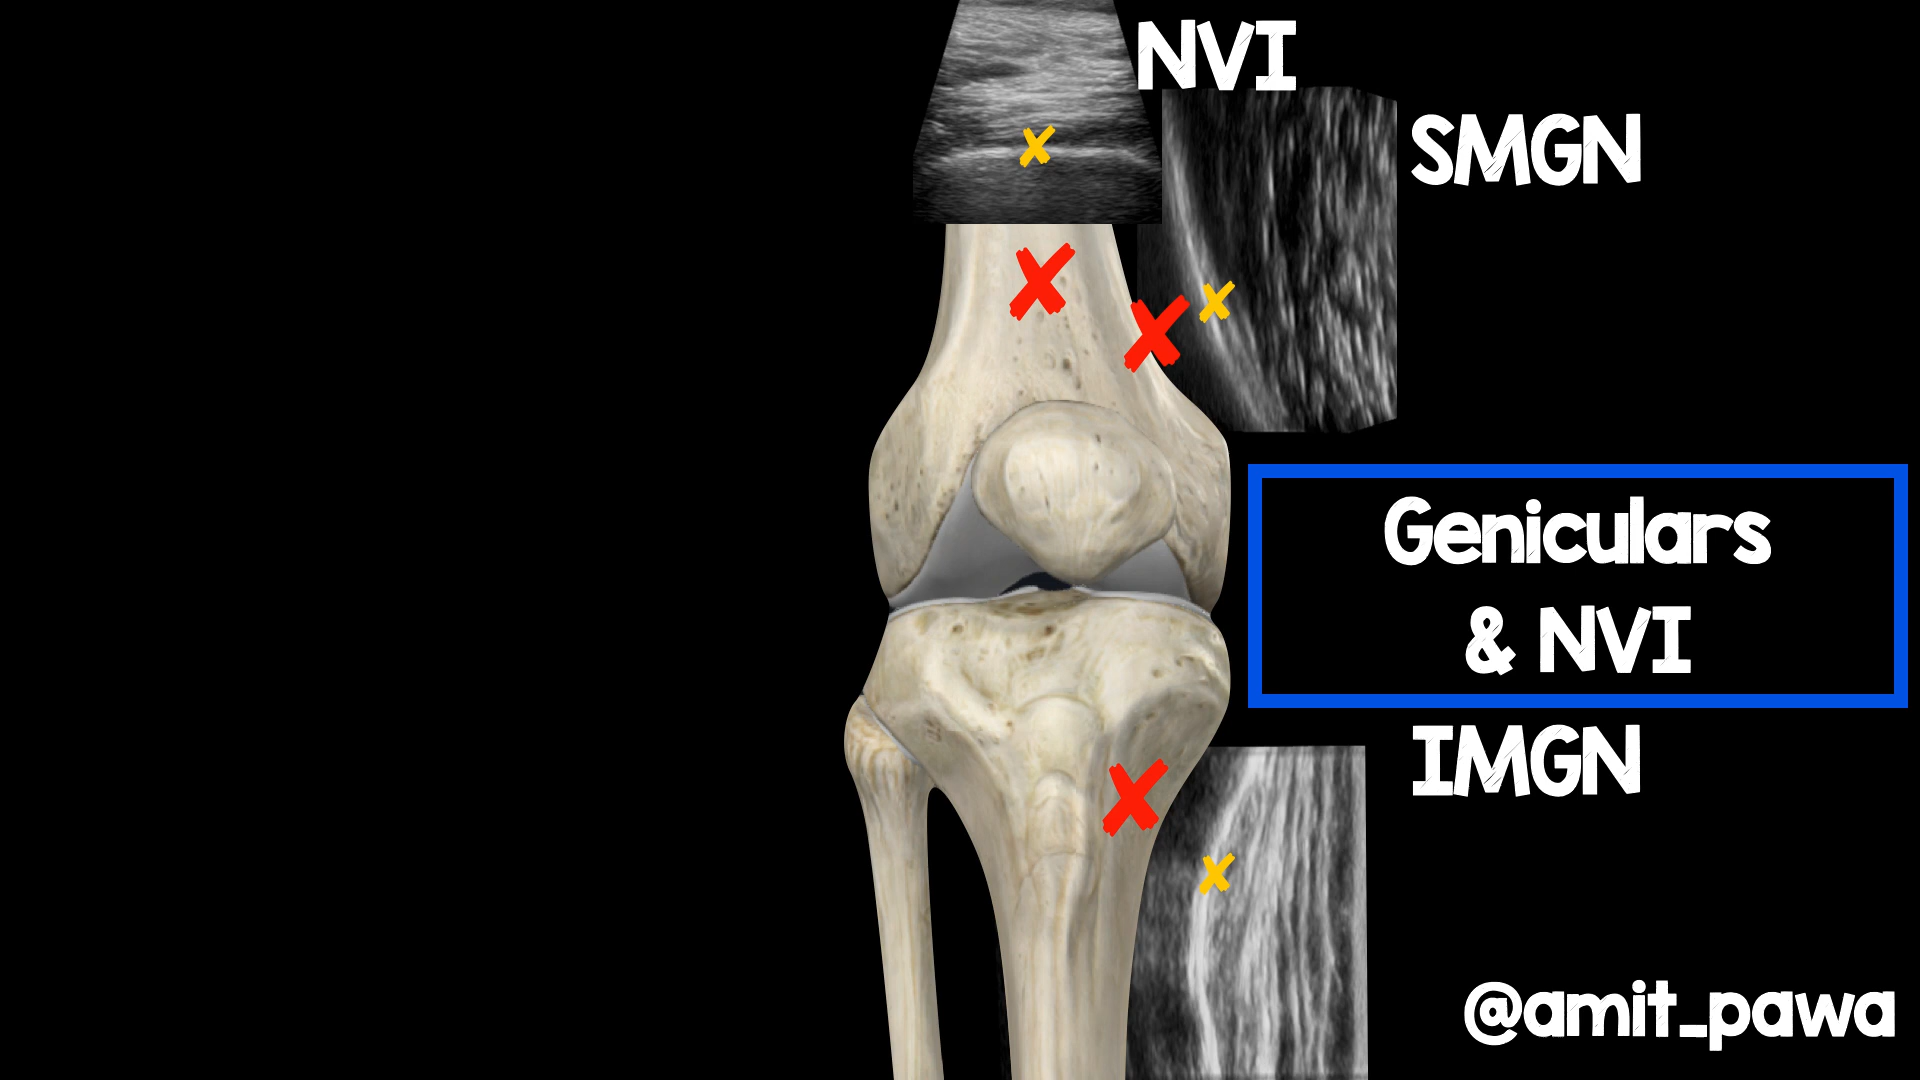 NVI
SMGN
Geniculars
& NVI
IMGN
@amit_pawa